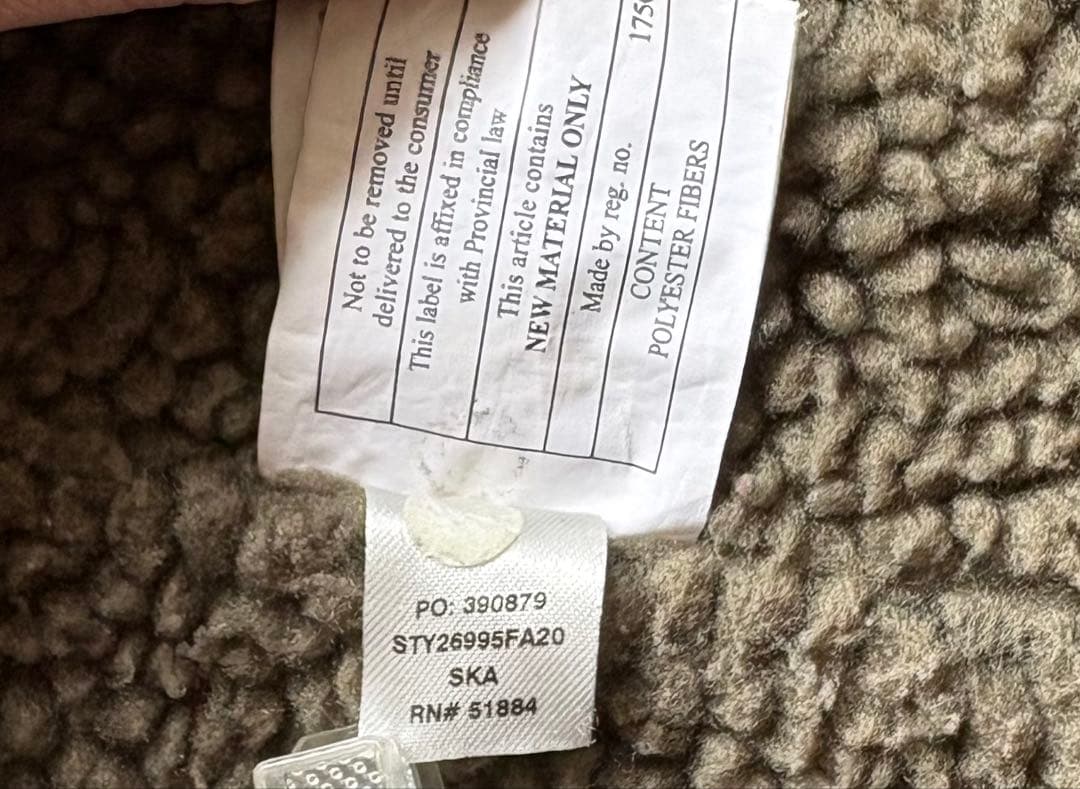 Not to be removed until
delivered to the consumer
This label is affixed in compliance
with Provincial law
This article contains
NEW MATERIAL ONLY
Made by reg. no.
CONTENT
POLYESTER FIBERS
PO: 390879
STY26995FA20
SKA
RN# 51884